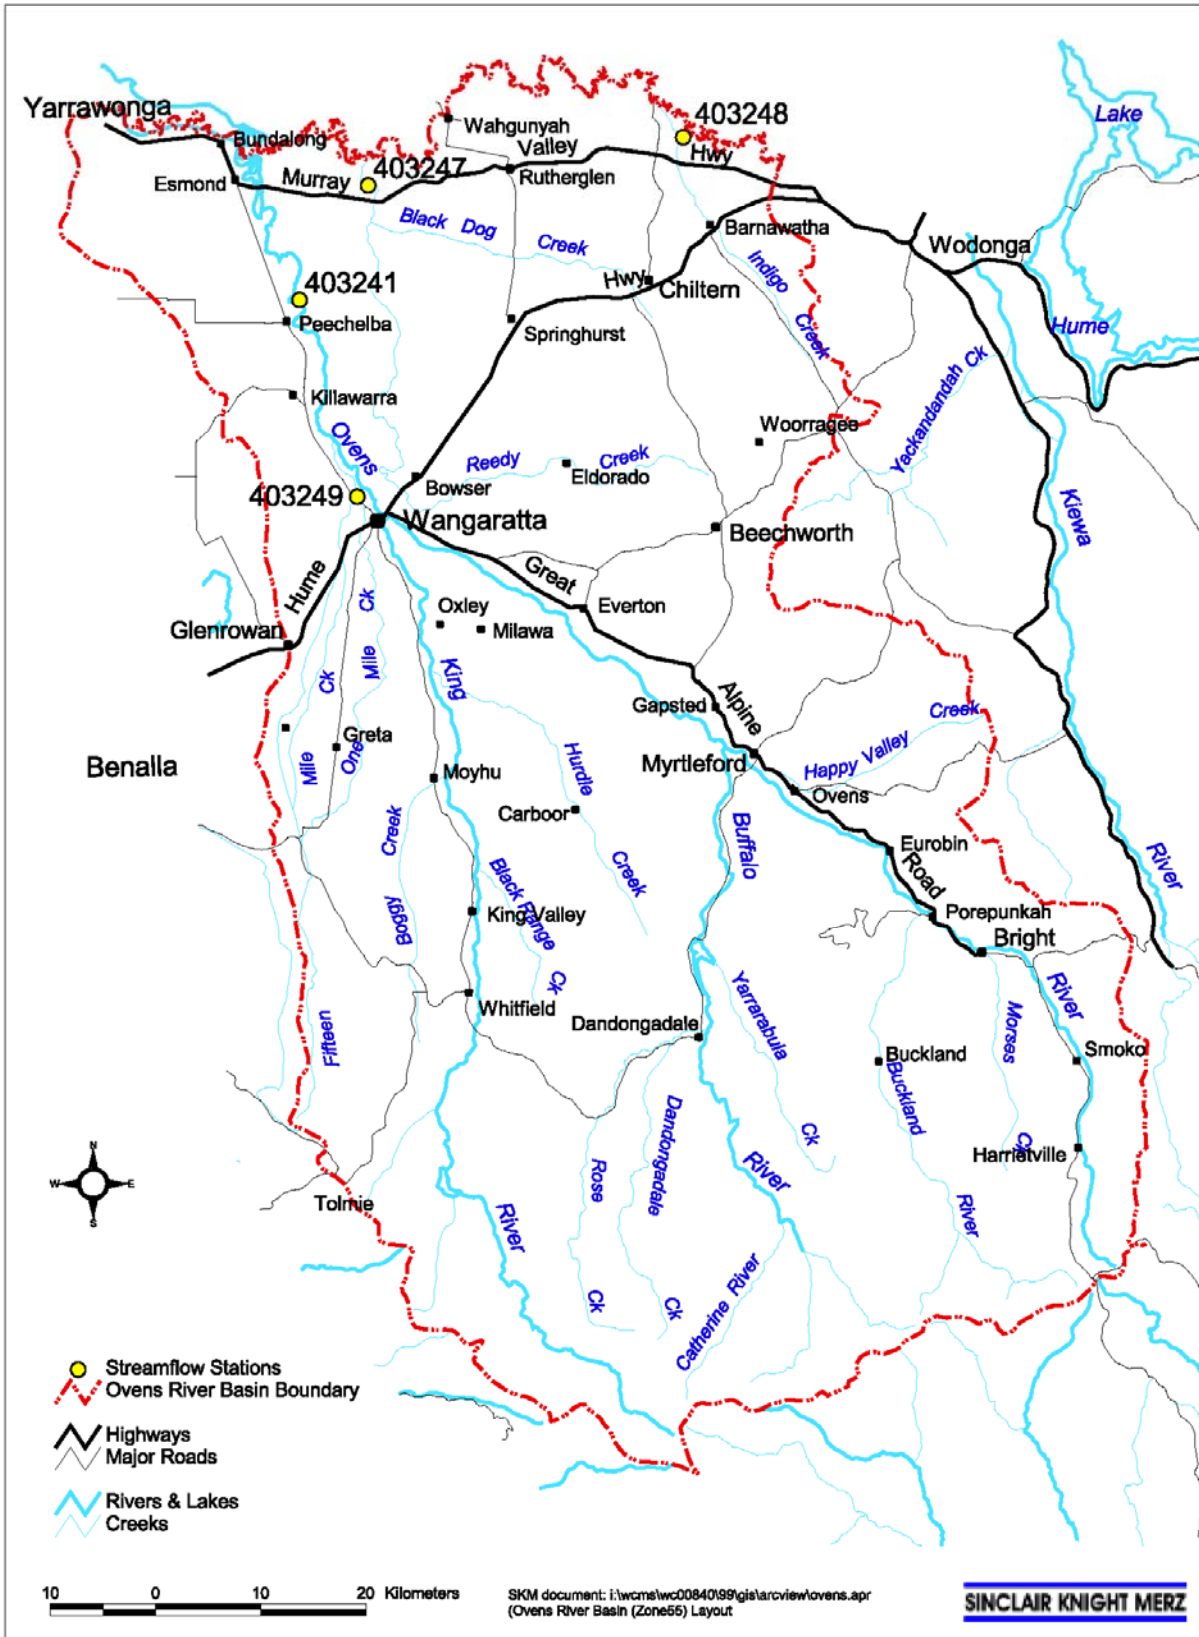 Yarrawonga
Bundalong
Esmond
Murray
403247
Wahgunyah
Valley
Rutherglen
403248
Hwy
Lake
Black Dog Creek
Barnawatha
Wodonga
Hwy
Chiltern
Indigo
Creek
Hume
403241
Peechelba
Springhurst
Killawarra
Yackandandah Ck
Woorragee
Ovens
Reedy Creek
Eldorado
Bowser
403249
Wangaratta
Beechworth
Kiewa
Hume
Great
Everton
Glenrowan
Ck
Mile
Ck
Oxley
Milawa
King
Gapsted
Alpine
Happy Valley Creek
Benalla
Mile
One
Greta
Moyhu
Hurdle
Creek
Myrtleford
Ovens
Carboor
Creek
Boggy
Buffalo
Eurobin
Road
River
Black Range
Ck
King Valley
Porepunkah
Bright
Whitfield
Fifteen
Dandongadale
Yarrarabula
Ck
Morses
Ck
River
Buckland
Buckland
River
Smoko
Harrietville
Rose
Ck
Dandongadale
Ck
River
Tolmie
River
Catherine River
N
W
E
S
Streamflow Stations
Ovens River Basin Boundary
Highways
Major Roads
Rivers & Lakes
Creeks
10 0 10 20 Kilometers
SKM document: i:\wcms\wc00840\99\gis\arcview\ovens.apr
(Ovens River Basin (Zone55) Layout
SINCLAIR KNIGHT MERZ